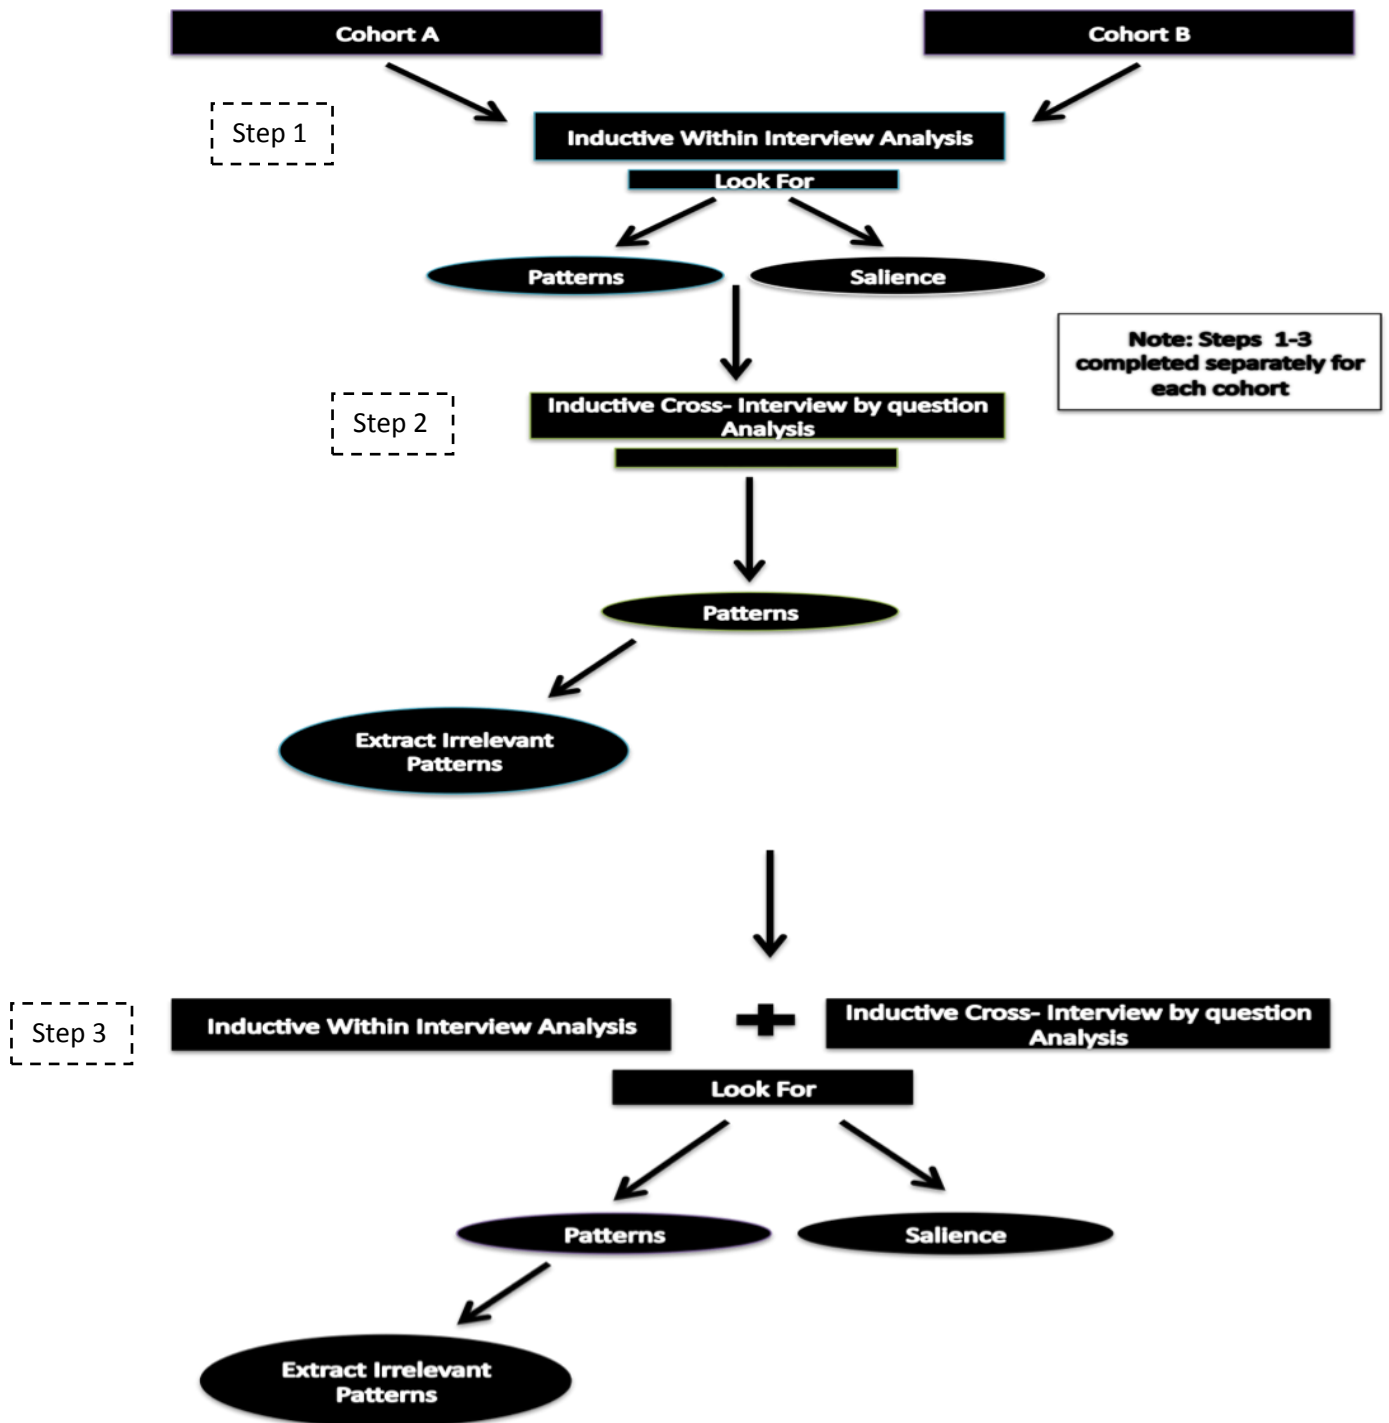 Cohort A
Cohort B
Step 1
Inductive Within Interview Analysis
Look For
Patterns
Salience
Note: Steps 1-3
completed separately for
each cohort
Step 2
Inductive Cross- Interview by question
Analysis
Patterns
Extract Irrelevant
Patterns
Step 3
Inductive Within Interview Analysis
Inductive Cross- Interview by question
Analysis
Look For
Patterns
Salience
Extract Irrelevant
Patterns